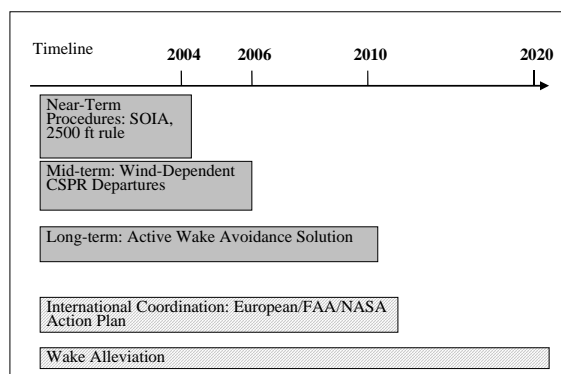 Timeline
2004 2006 2010 2020
Near-Term
Procedures: SOIA,
2500 ft rule
Mid-term: Wind-Dependent
CSPR Departures
Long-term: Active Wake Avoidance Solution
International Coordination: European/FAA/NASA
Action Plan
Wake Alleviation